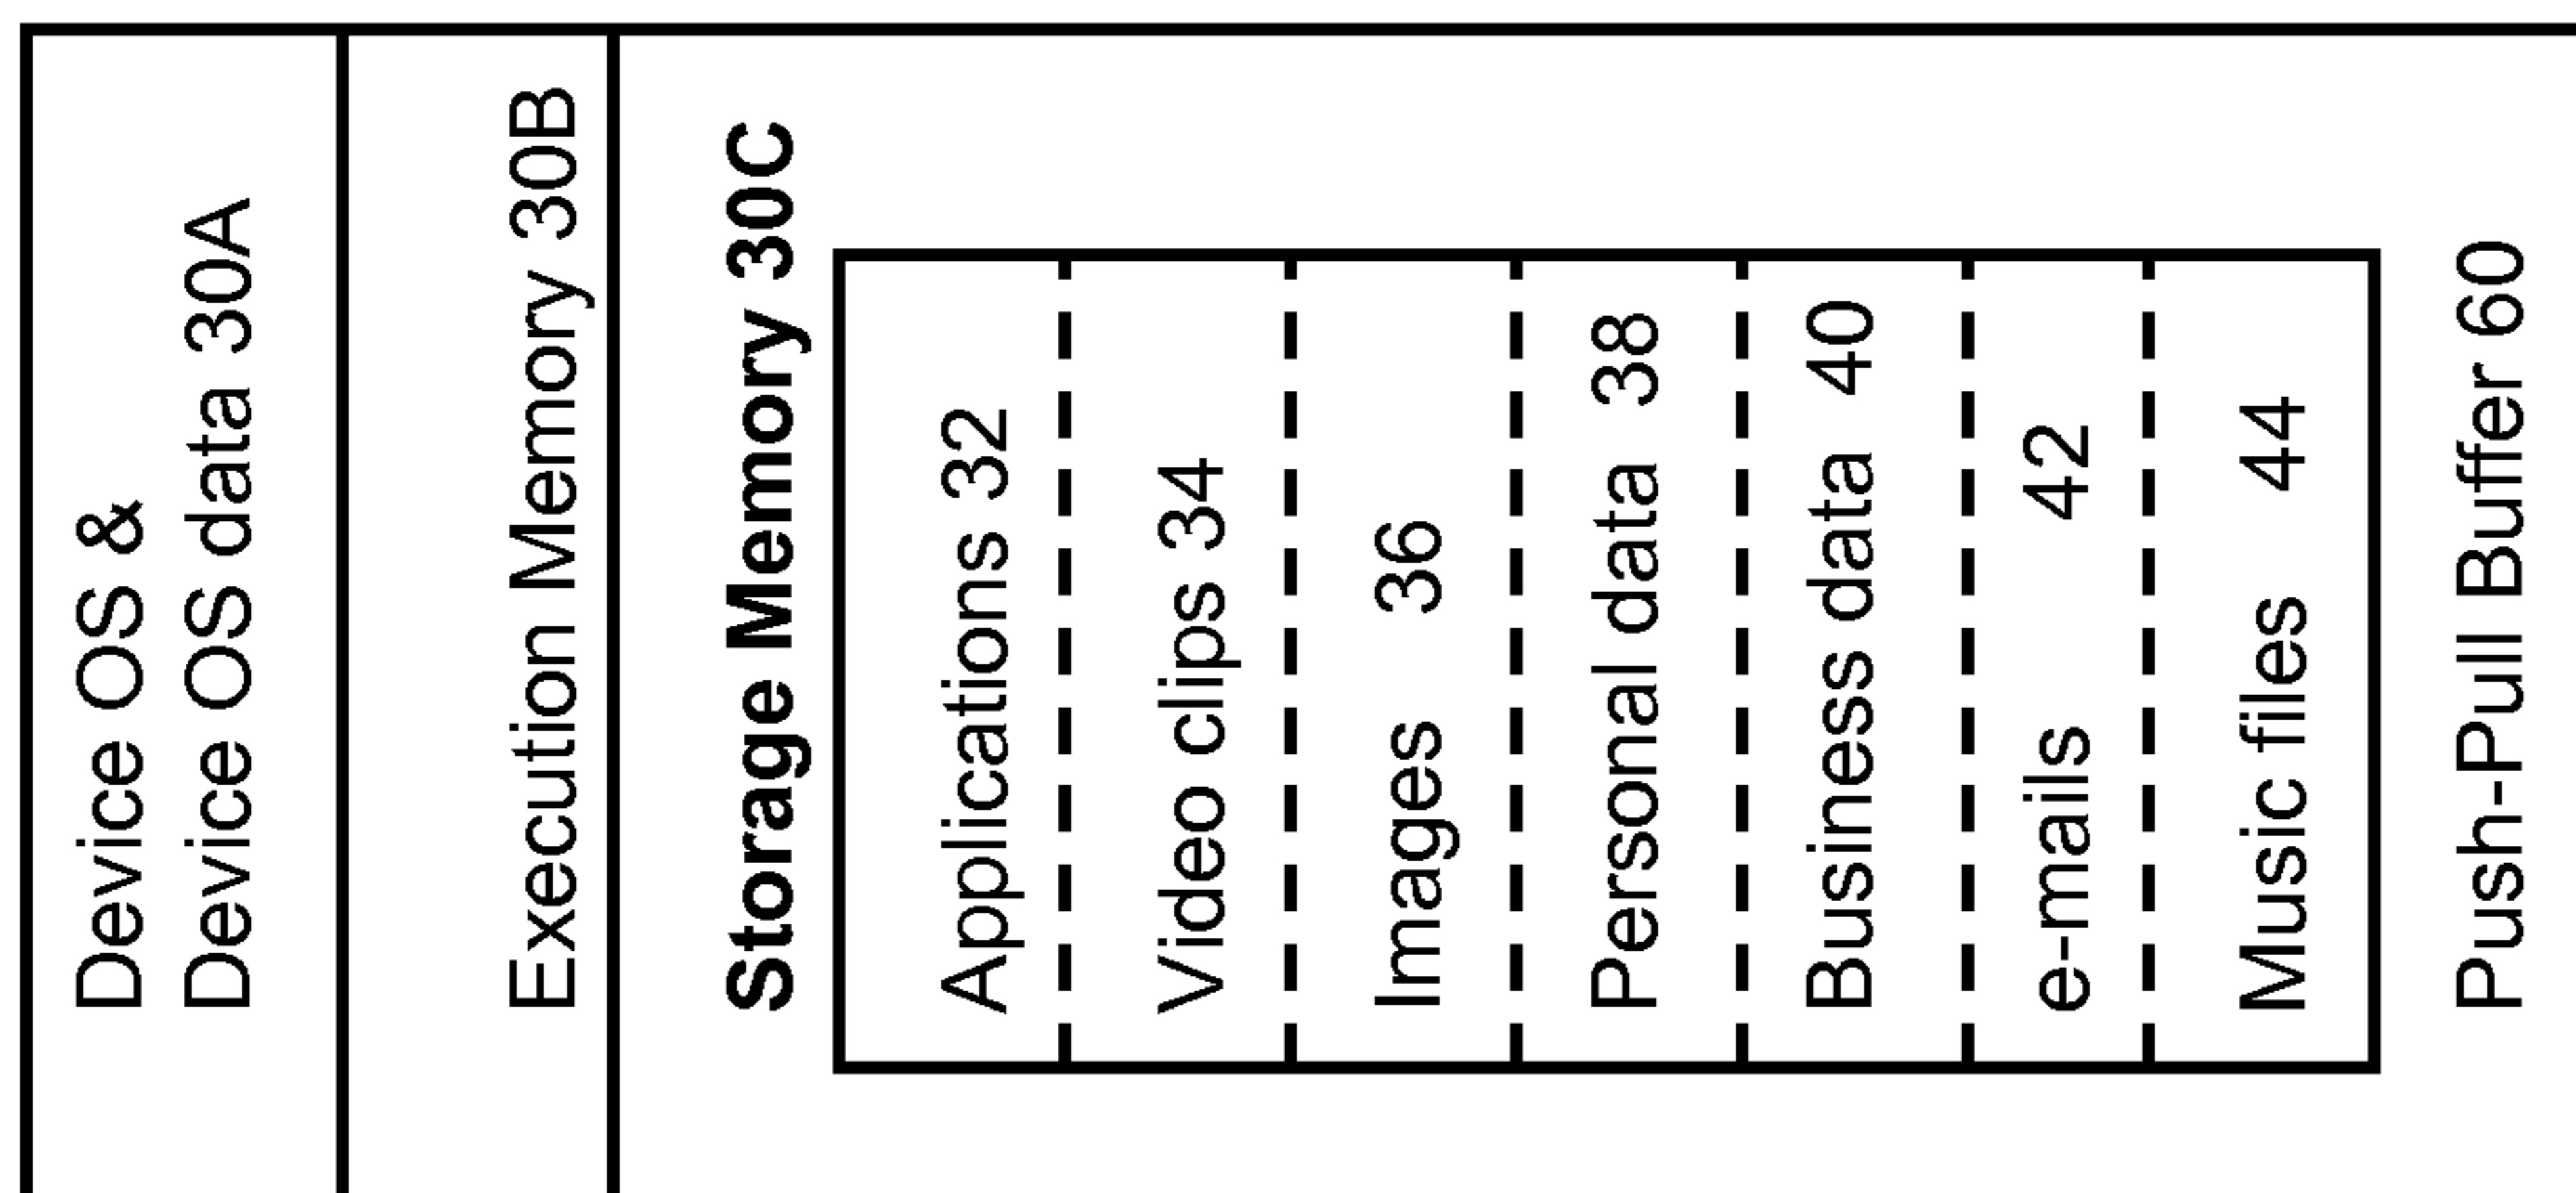 Device OS &
Device OS data 30A
Execution Memory 30B
Storage Memory 30C
Applications 32
Video clips 34
Images 36
Personal data 38
Business data 40
e-mails 42
Music files 44
Push-Pull Buffer 60